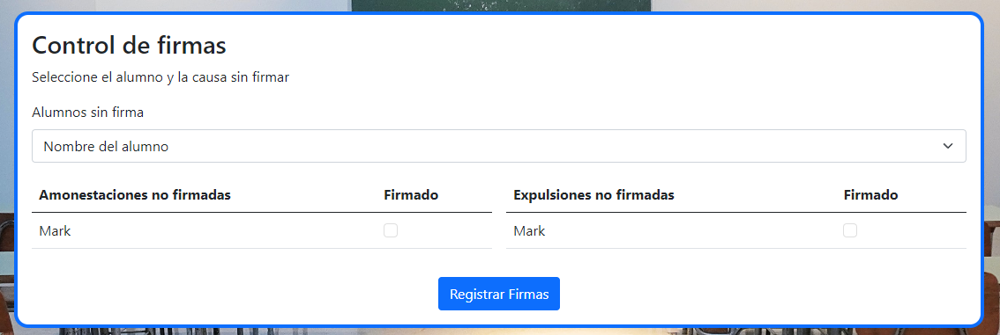 Control de firmas
Seleccione el alumno y la causa sin firmar
Alumnos sin firma
Nombre del alumno
Amonestaciones no firmadas Firmado Expulsiones no firmadas Firmado
Mark Mark
Registrar Firmas